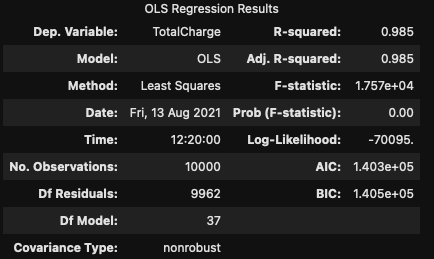 OLS Regression Results
Dep. Variable: TotalCharge R-squared: 0.985
Model: OLS Adj. R-squared: 0.985
Method: Least Squares F-statistic: 1.757e+04
Date: Fri, 13 Aug 2021 Prob (F-statistic): 0.00
Time: 12:20:00 Log-Likelihood: -70095.
No. Observations: 10000 AIC: 1.403e+05
Df Residuals: 9962 BIC: 1.405e+05
Df Model: 37
Covariance Type: nonrobust